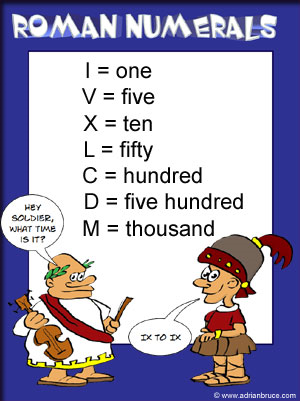 ROMAN NUMERALS
I = one
V = five
X = ten
L = fifty
C = hundred
D = five hundred
M = thousand
HEY
SOLDIER,
WHAT TIME
IS IT?
IX TO IX
© www.adrianbruce.com